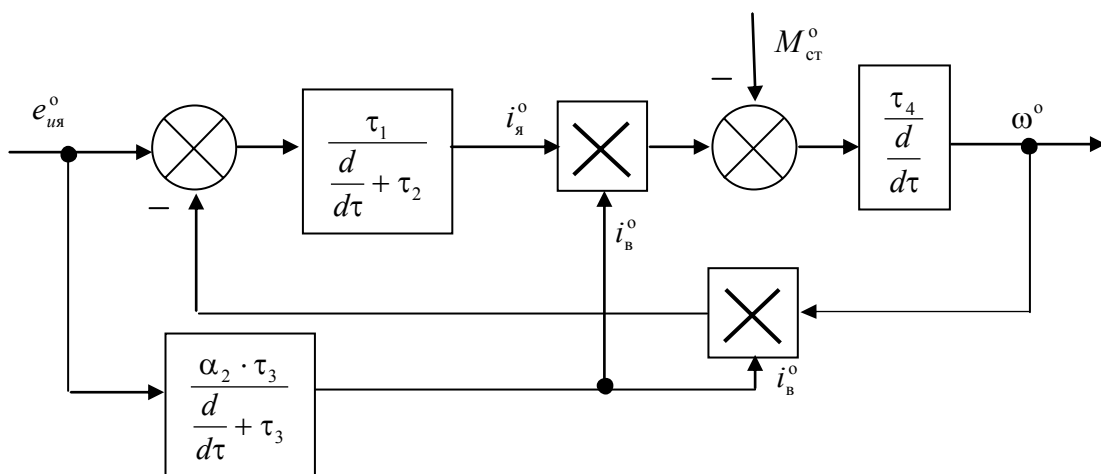 e°ия
−
τ₁
d
dτ + τ₂
i°я
i°в
−
M°ст
τ₄
d
dτ
ω°
i°в
α₂ · τ₃
d
dτ + τ₃